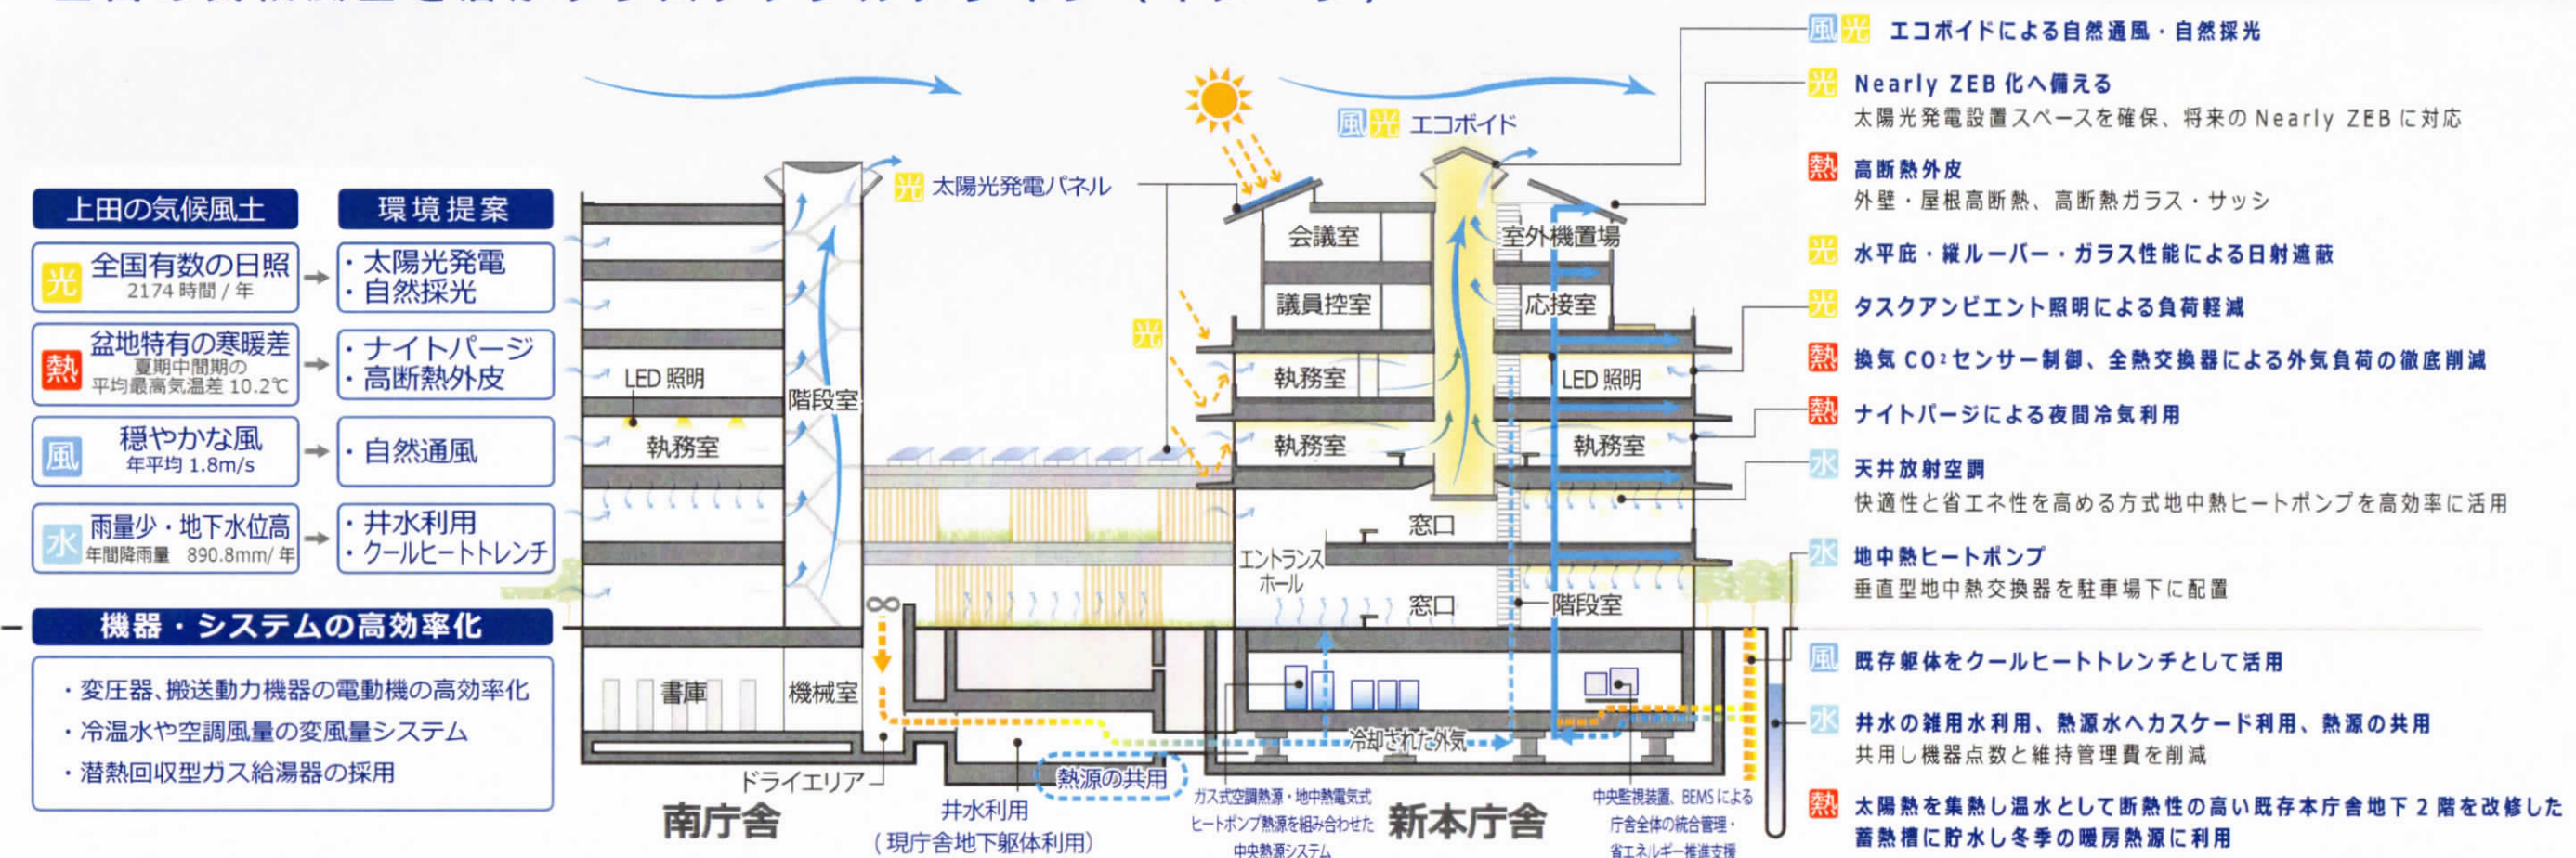 上田の気候風土
環境提案
光
全国有数の日照
2174 時間 / 年
・太陽光発電
・自然採光
熱
盆地特有の寒暖差
夏期中間期の
平均最高気温差 10.2℃
・ナイトパージ
・高断熱外皮
風
穏やかな風
年平均 1.8m/s
・自然通風
水
雨量少・地下水位高
年間降雨量 890.8mm/ 年
・井水利用
・クールヒートトレンチ
機器・システムの高効率化
・変圧器、搬送動力機器の電動機の高効率化
・冷温水や空調風量の変風量システム
・潜熱回収型ガス給湯器の採用
光 太陽光発電パネル
風 光 エコボイド
LED 照明
執務室
階段室
書庫
機械室
ドライエリア
南庁舎
井水利用
(現庁舎地下躯体利用)
熱源の共用
光
会議室
室外機置場
議員控室
応接室
執務室
LED 照明
執務室
執務室
窓口
エントランス
ホール
窓口
階段室
冷却された外気
ガス式空調熱源・地中熱電気式
ヒートポンプ熱源を組み合わせた
中央熱源システム
新本庁舎
中央監視装置、BEMS による
庁舎全体の統合管理・
省エネルギー推進支援
風 光 エコボイドによる自然通風・自然採光
光 Nearly ZEB 化へ備える
太陽光発電設置スペースを確保、将来の Nearly ZEB に対応
熱 高断熱外皮
外壁・屋根高断熱、高断熱ガラス・サッシ
光 水平庇・縦ルーバー・ガラス性能による日射遮蔽
光 タスクアンビエント照明による負荷軽減
熱 換気 CO² センサー制御、全熱交換器による外気負荷の徹底削減
熱 ナイトパージによる夜間冷気利用
水 天井放射空調
快適性と省エネ性を高める方式地中熱ヒートポンプを高効率に活用
水 地中熱ヒートポンプ
垂直型地中熱交換器を駐車場下に配置
風 既存躯体をクールヒートトレンチとして活用
水 井水の雑用水利用、熱源水へカスケード利用、熱源の共用
共用し機器点数と維持管理費を削減
熱 太陽熱を集熱し温水として断熱性の高い既存本庁舎地下 2 階を改修した
蓄熱槽に貯水し冬季の暖房熱源に利用